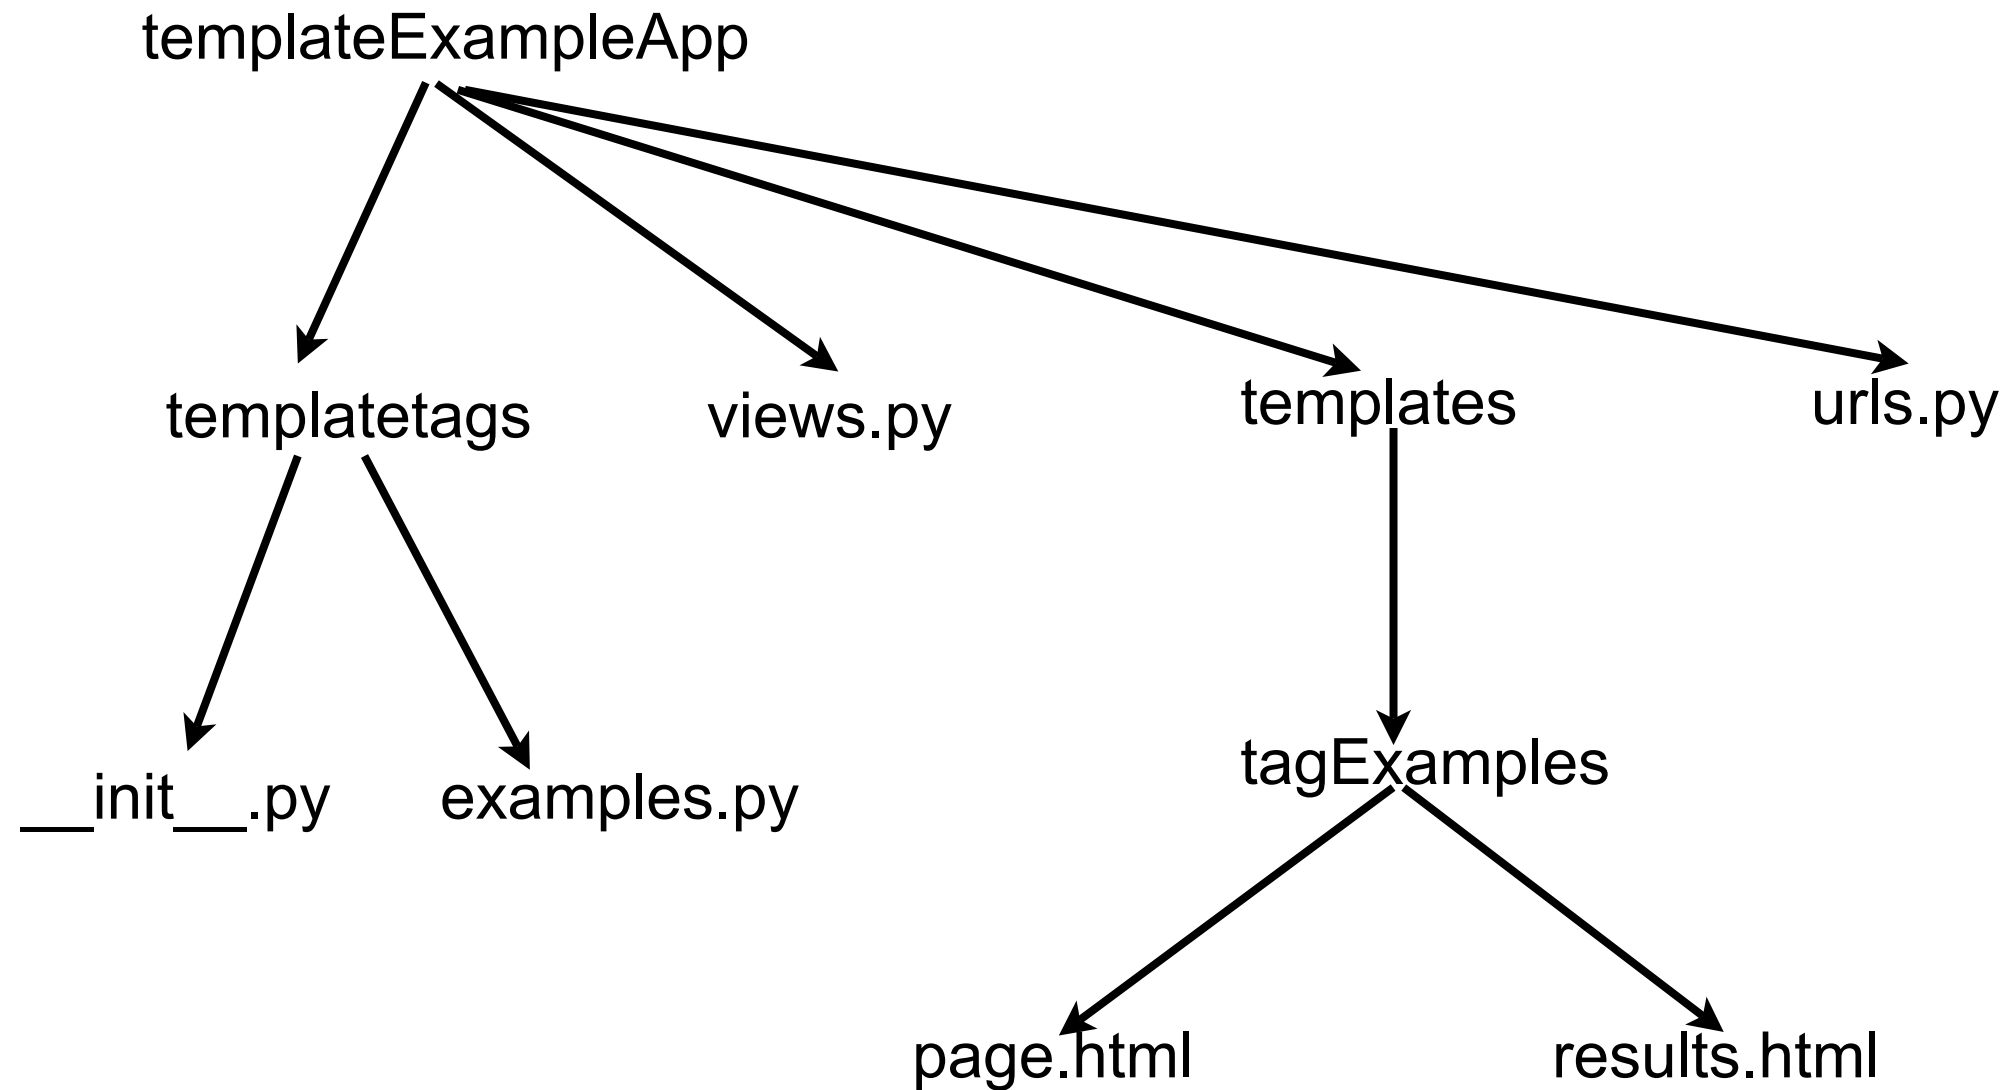 templateExampleApp
templatetags
views.py
templates
urls.py
__init__.py
examples.py
tagExamples
page.html
results.html